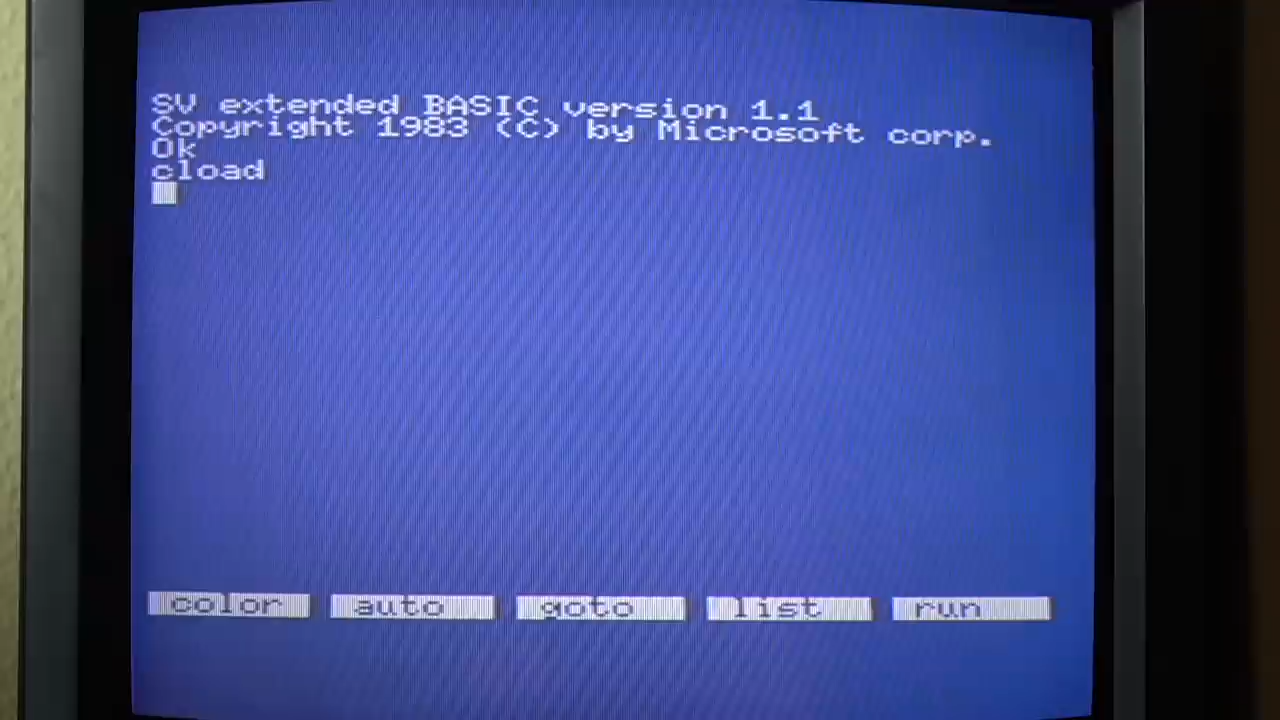 SV extended BASIC version 1.1
Copyright 1983 (C) by Microsoft corp.
Ok
cload
color auto goto list run